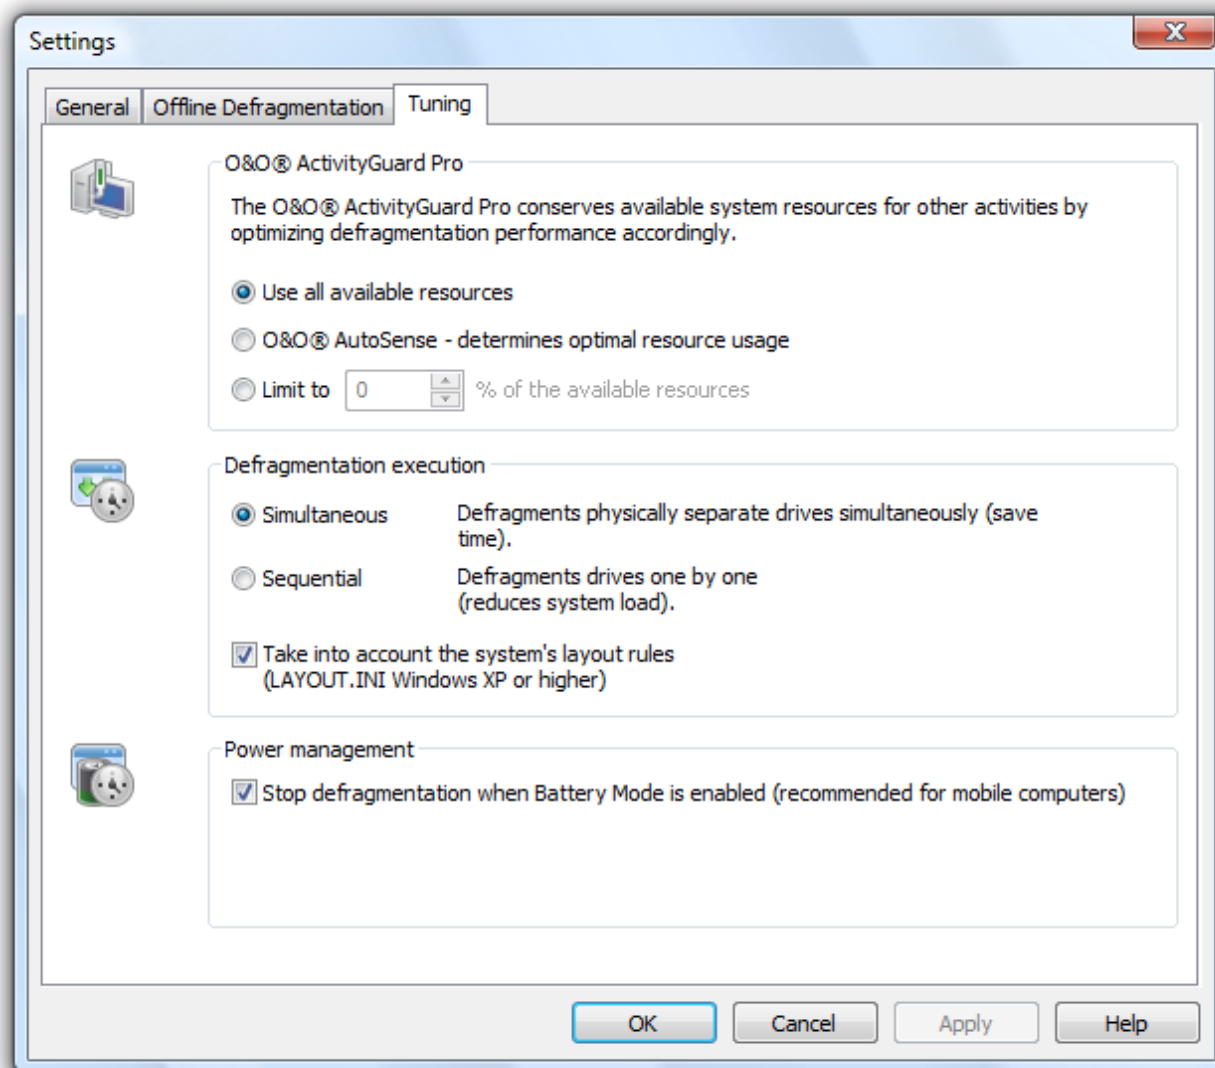 Settings
General
Offline Defragmentation
Tuning
O&O® ActivityGuard Pro
The O&O® ActivityGuard Pro conserves available system resources for other activities by
optimizing defragmentation performance accordingly.
Use all available resources
O&O® AutoSense - determines optimal resource usage
Limit to 0 % of the available resources
Defragmentation execution
Simultaneous Defragments physically separate drives simultaneously (save
time).
Sequential Defragments drives one by one
(reduces system load).
Take into account the system's layout rules
(LAYOUT.INI Windows XP or higher)
Power management
Stop defragmentation when Battery Mode is enabled (recommended for mobile computers)
OK Cancel Apply Help